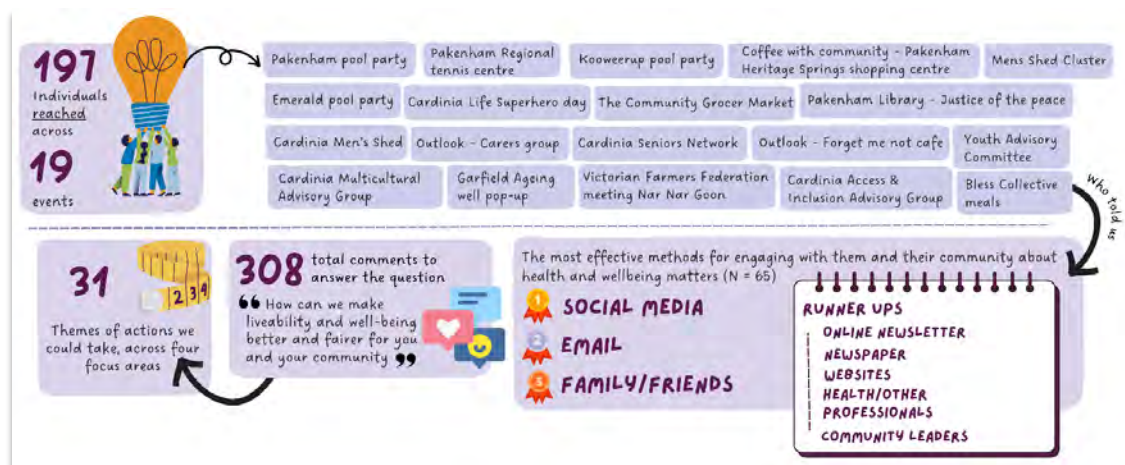 197
Individuals
reached
across
19
events
Pakenham pool party
Pakenham Regional
tennis centre
Kooweerup pool party
Coffee with community - Pakenham
Heritage Springs shopping centre
Mens Shed Cluster
Emerald pool party
Cardinia Life Superhero day
The Community Grocer Market
Pakenham Library - Justice of the peace
Cardinia Men's Shed
Outlook - Carers group
Cardinia Seniors Network
Outlook - Forget me not cafe
Youth Advisory
Committee
Cardinia Multicultural
Advisory Group
Garfield Ageing
well pop-up
Victorian Farmers Federation
meeting Nar Nar Goon
Cardinia Access &
Inclusion Advisory Group
Bless Collective
meals
Who told us
31
1 2 3 4
Themes of actions we
could take, across four
focus areas
308
total comments to
answer the question
“ How can we make
liveability and well-being
better and fairer for you
and your community ”
The most effective methods for engaging with them and their community about
health and wellbeing matters (N = 65)
1 SOCIAL MEDIA
2 EMAIL
3 FAMILY/FRIENDS
RUNNER UPS
ONLINE NEWSLETTER
NEWSPAPER
WEBSITES
HEALTH/OTHER
PROFESSIONALS
COMMUNITY LEADERS